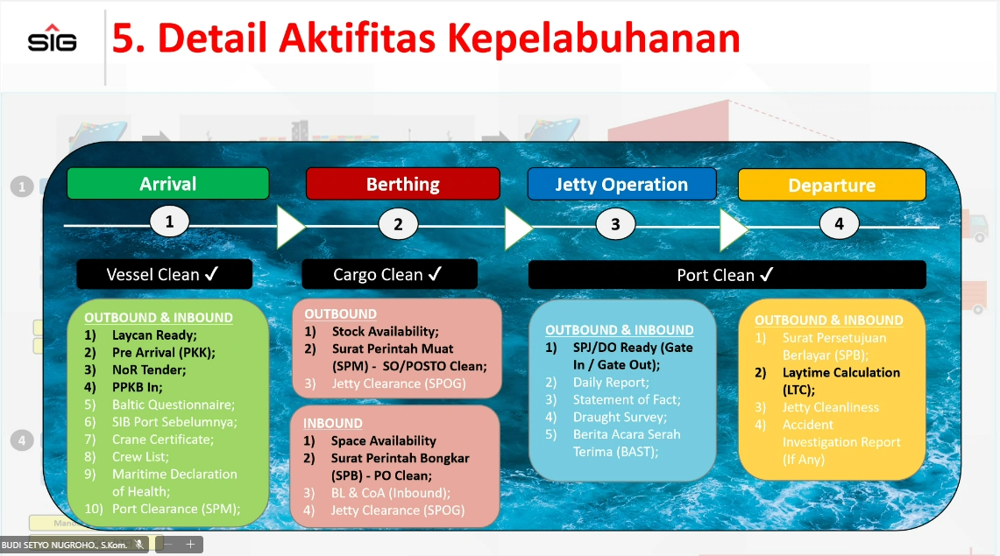 SIG
5. Detail Aktifitas Kepelabuhanan
1
4
Arrival
Berthing
Jetty Operation
Departure
1
2
3
4
Vessel Clean ✓
Cargo Clean ✓
Port Clean ✓
OUTBOUND & INBOUND
1) Laycan Ready;
2) Pre Arrival (PKK);
3) NoR Tender;
4) PPKB In;
5) Baltic Questionnaire;
6) SIB Port Sebelumnya;
7) Crane Certificate;
8) Crew List;
9) Maritime Declaration
of Health;
10) Port Clearance (SPM);
OUTBOUND
1) Stock Availability;
2) Surat Perintah Muat
(SPM) - SO/POSTO Clean;
3) Jetty Clearance (SPOG)
INBOUND
1) Space Availability
2) Surat Perintah Bongkar
(SPB) - PO Clean;
3) BL & CoA (Inbound);
4) Jetty Clearance (SPOG)
OUTBOUND & INBOUND
1) SPJ/DO Ready (Gate
In / Gate Out);
2) Daily Report;
3) Statement of Fact;
4) Draught Survey;
5) Berita Acara Serah
Terima (BAST);
OUTBOUND & INBOUND
1) Surat Persetujuan
Berlayar (SPB);
2) Laytime Calculation
(LTC);
3) Jetty Cleanliness
4) Accident
Investigation Report
(If Any)
BUDI SETYO NUGROHO., S.Kom.